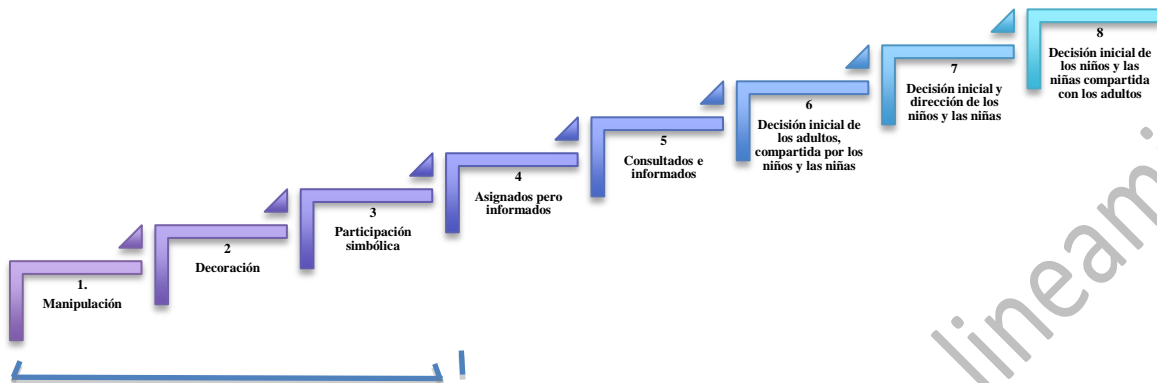 1.
Manipulación
2
Decoración
3
Participación
simbólica
4
Asignados pero
informados
5
Consultados e
informados
6
Decisión inicial de
los adultos,
compartida por los
niños y las niñas
7
Decisión inicial y
dirección de los
niños y las niñas
8
Decisión inicial de
los niños y las
niñas compartida
con los adultos